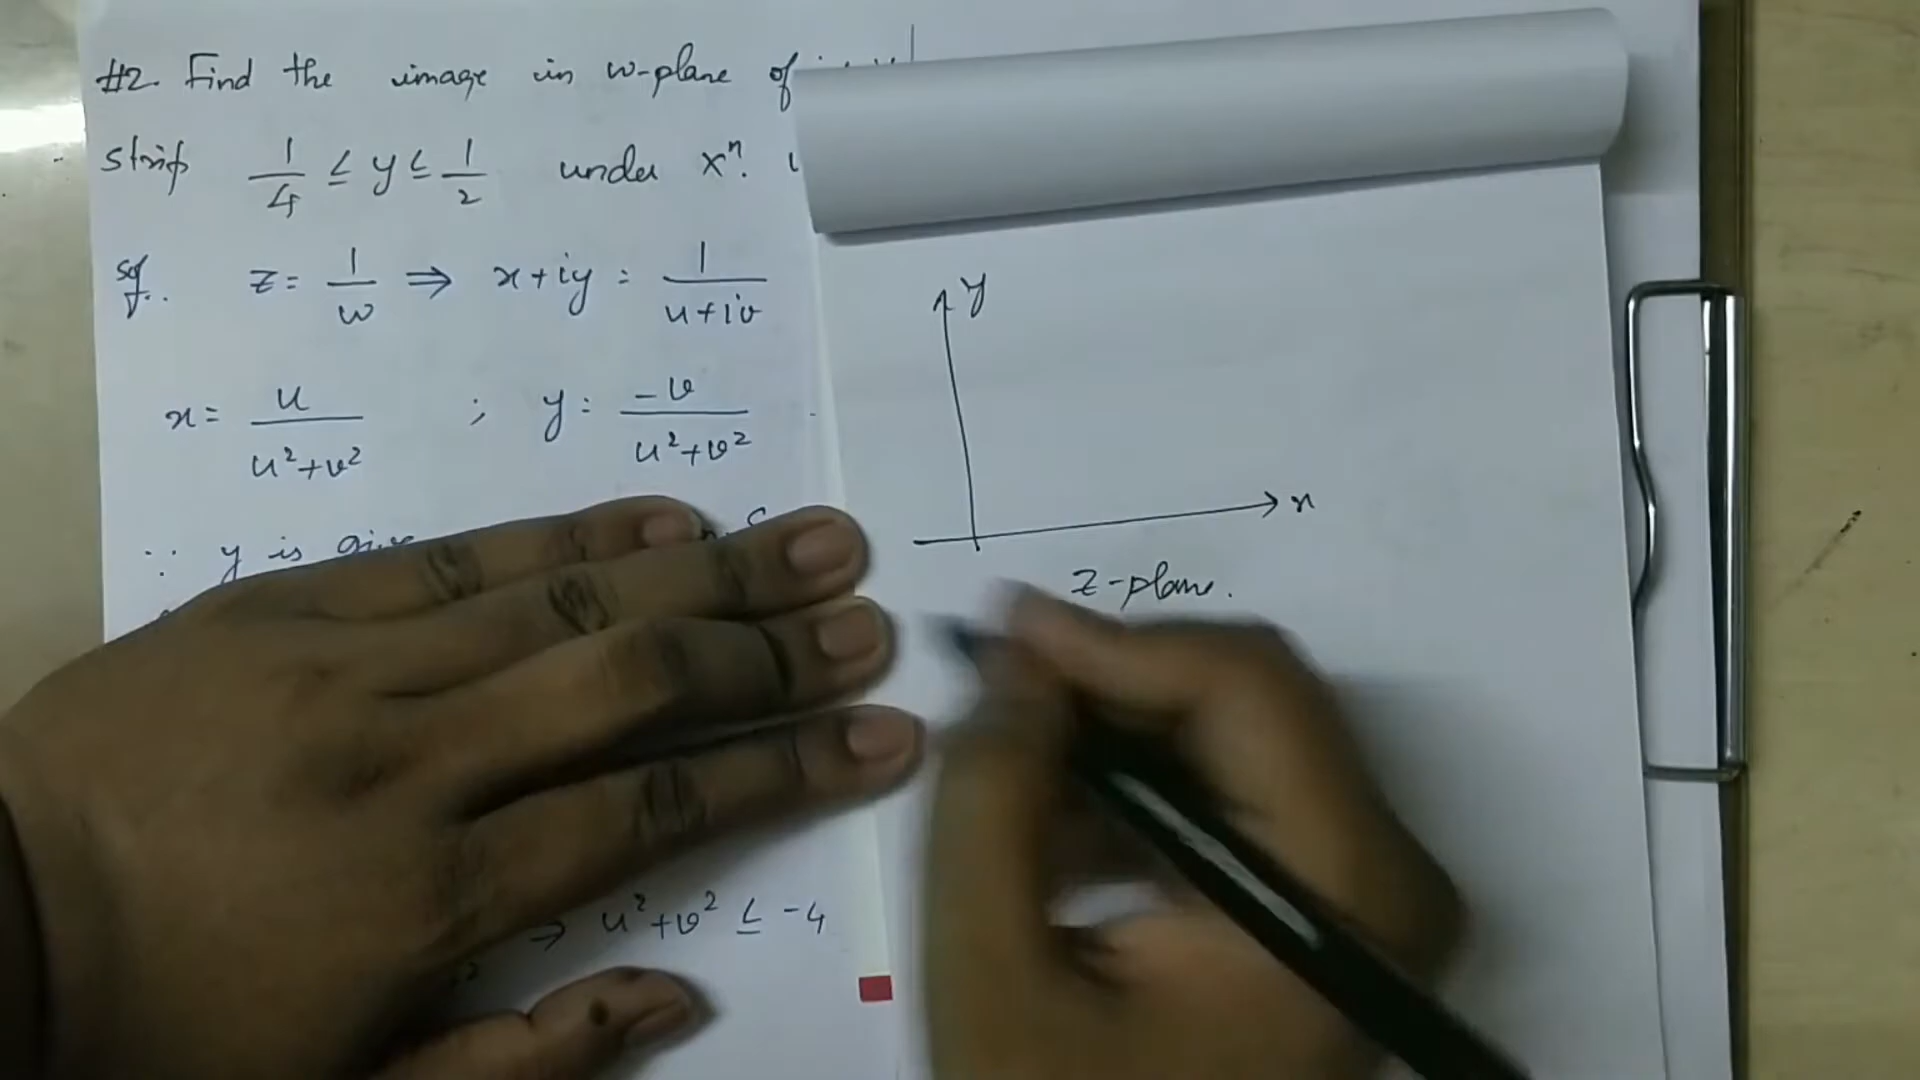 #2. Find the image in w-plane of
strip 1/4 ≤ y ≤ 1/2 under xⁿ.
sol. z = 1/w ⇒ x+iy = 1/(u+iv)
x = u/(u²+v²) ; y = -v/(u²+v²)
∵ y is
⇒ u²+v² ≤ -4
y
x
z-plane.